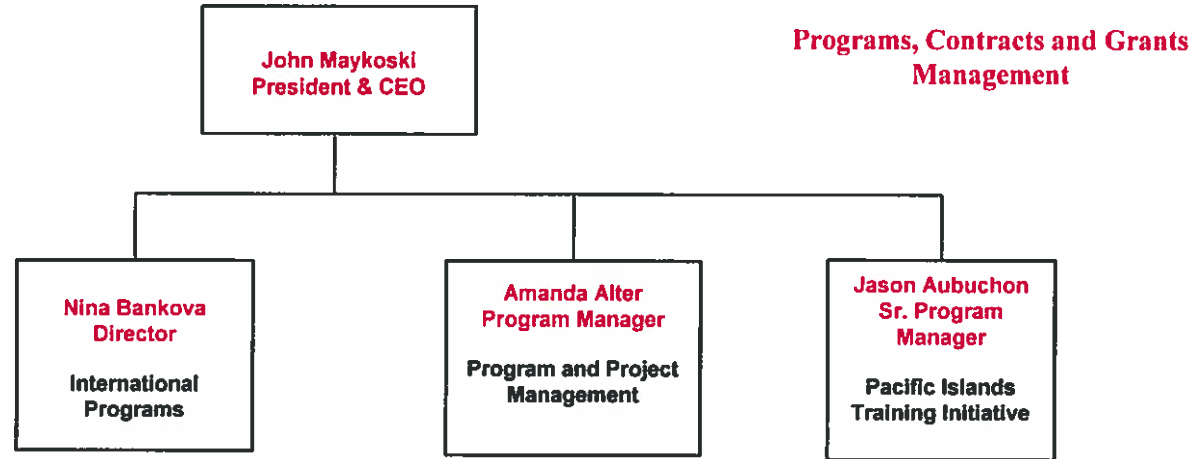 John Maykoski
President & CEO
Programs, Contracts and Grants
Management
Nina Bankova
Director
International
Programs
Amanda Alter
Program Manager
Program and Project
Management
Jason Aubuchon
Sr. Program
Manager
Pacific Islands
Training Initiative